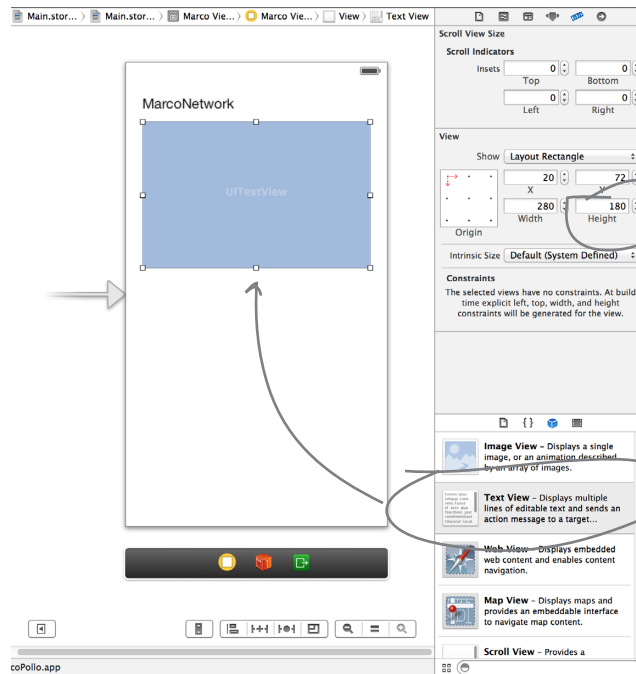 Main.stor... 〉 Main.stor... 〉 Marco Vie... 〉 Marco Vie... 〉 View 〉 Text View
MarcoNetwork
UITextView
coPollo.app
Scroll View Size
Scroll Indicators
Insets 0 0
Top Bottom
0 0
Left Right
View
Show Layout Rectangle
20 72
X Y
280 180
Width Height
Origin
Intrinsic Size Default (System Defined)
Constraints
The selected views have no constraints. At build
time explicit left, top, width, and height
constraints will be generated for the view.
{ }
Image View – Displays a single
image, or an animation described
by an array of images.
Text View – Displays multiple
lines of editable text and sends an
action message to a target...
Web View – Displays embedded
web content and enables content
navigation.
Map View – Displays maps and
provides an embeddable interface
to navigate map content.
Scroll View – Provides a